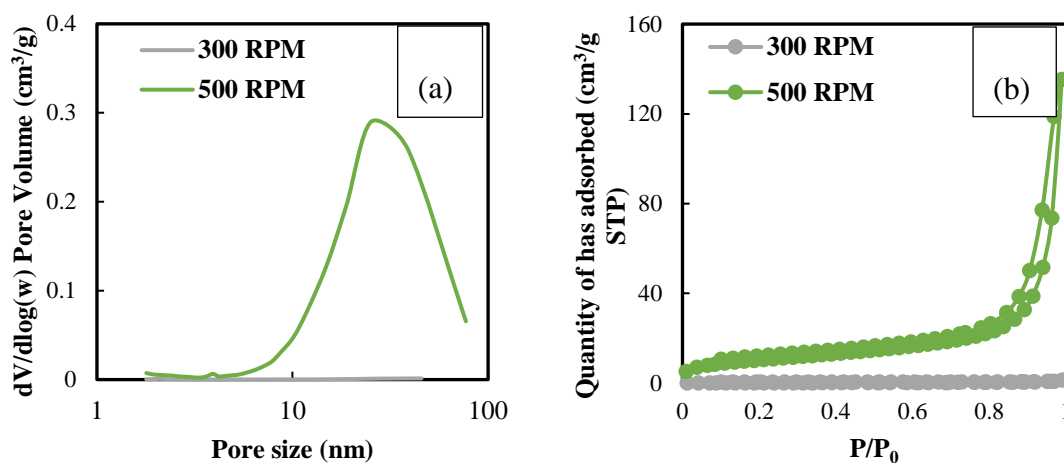 dV/dlog(w) Pore Volume (cm³/g)
0.4
0.3
0.2
0.1
0
300 RPM
500 RPM
(a)
1
10
100
Pore size (nm)
Quantity of has adsorbed (cm³/g
STP)
160
120
80
40
0
300 RPM
500 RPM
(b)
0
0.2
0.4
0.6
0.8
1
P/P₀